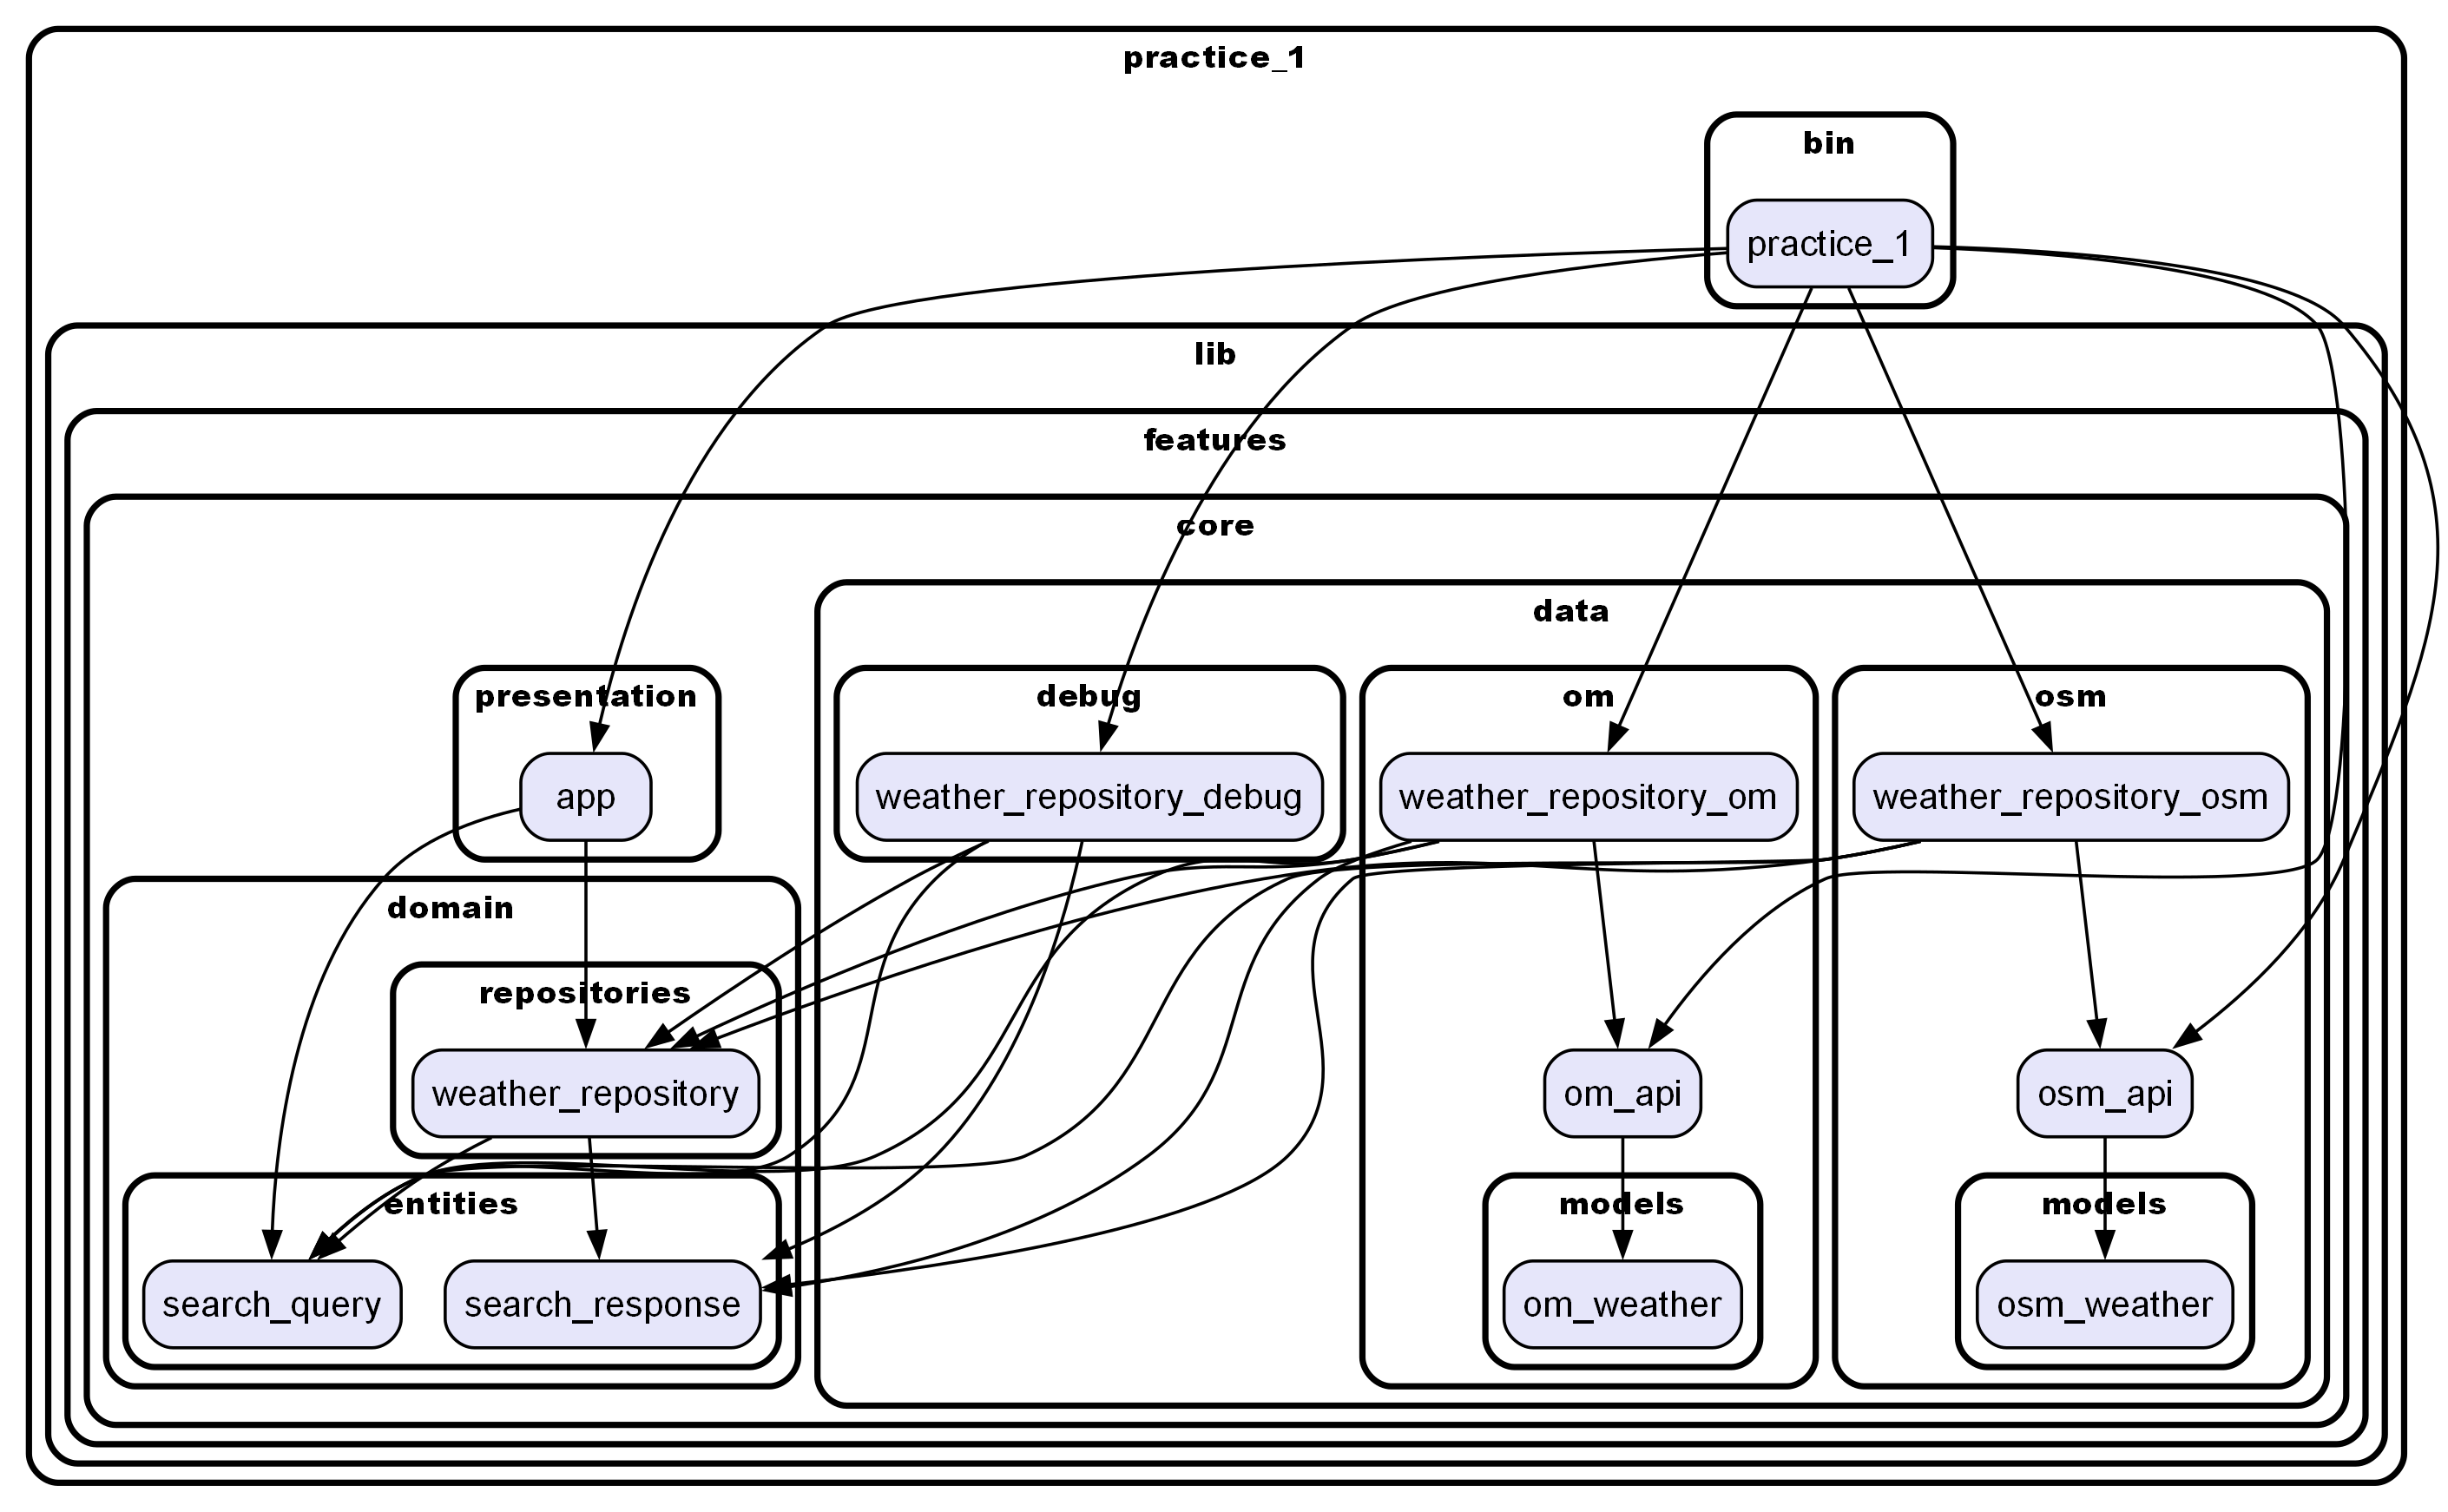 practice_1
bin
practice_1
lib
features
core
data
presentation
debug
om
osm
app
weather_repository_debug
weather_repository_om
weather_repository_osm
domain
repositories
weather_repository
om_api
osm_api
entities
models
models
search_query
search_response
om_weather
osm_weather